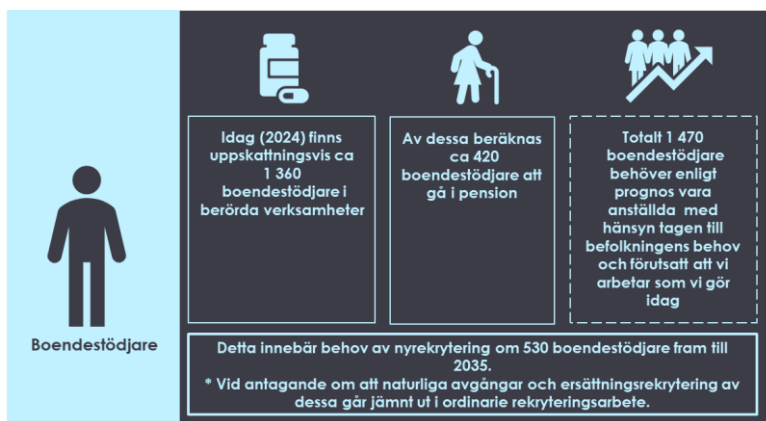 Boendestödjare
Idag (2024) finns
uppskattningsvis ca
1 360
boendestödjare i
berörda verksamheter
Av dessa beräknas
ca 420
boendestödjare att
gå i pension
Totalt 1 470
boendestödjare
behöver enligt
prognos vara
anställda med
hänsyn tagen till
befolkningens behov
och förutsatt att vi
arbetar som vi gör
idag
Detta innebär behov av nyrekrytering om 530 boendestödjare fram till
2035.
* Vid antagande om att naturliga avgångar och ersättningsrekrytering av
dessa går jämnt ut i ordinarie rekryteringsarbete.